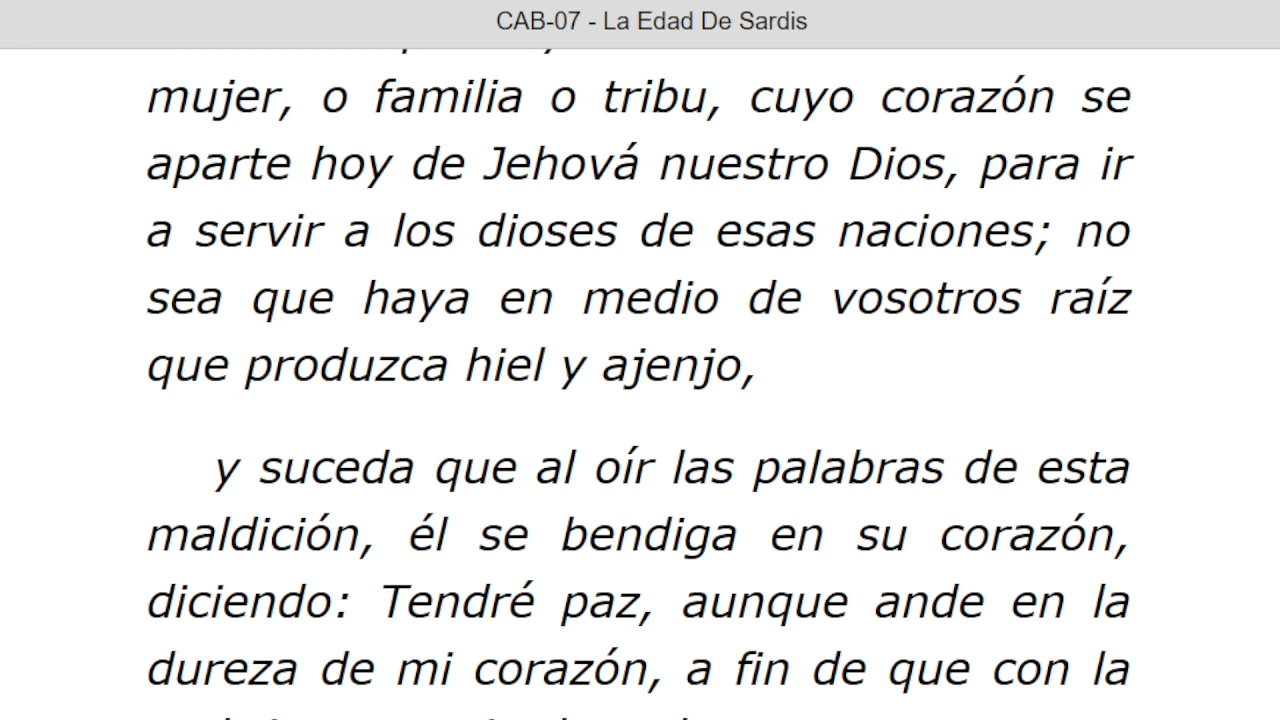 CAB-07 - La Edad De Sardis
mujer, o familia o tribu, cuyo corazón se
aparte hoy de Jehová nuestro Dios, para ir
a servir a los dioses de esas naciones; no
sea que haya en medio de vosotros raíz
que produzca hiel y ajenjo,
y suceda que al oír las palabras de esta
maldición, él se bendiga en su corazón,
diciendo: Tendré paz, aunque ande en la
dureza de mi corazón, a fin de que con la